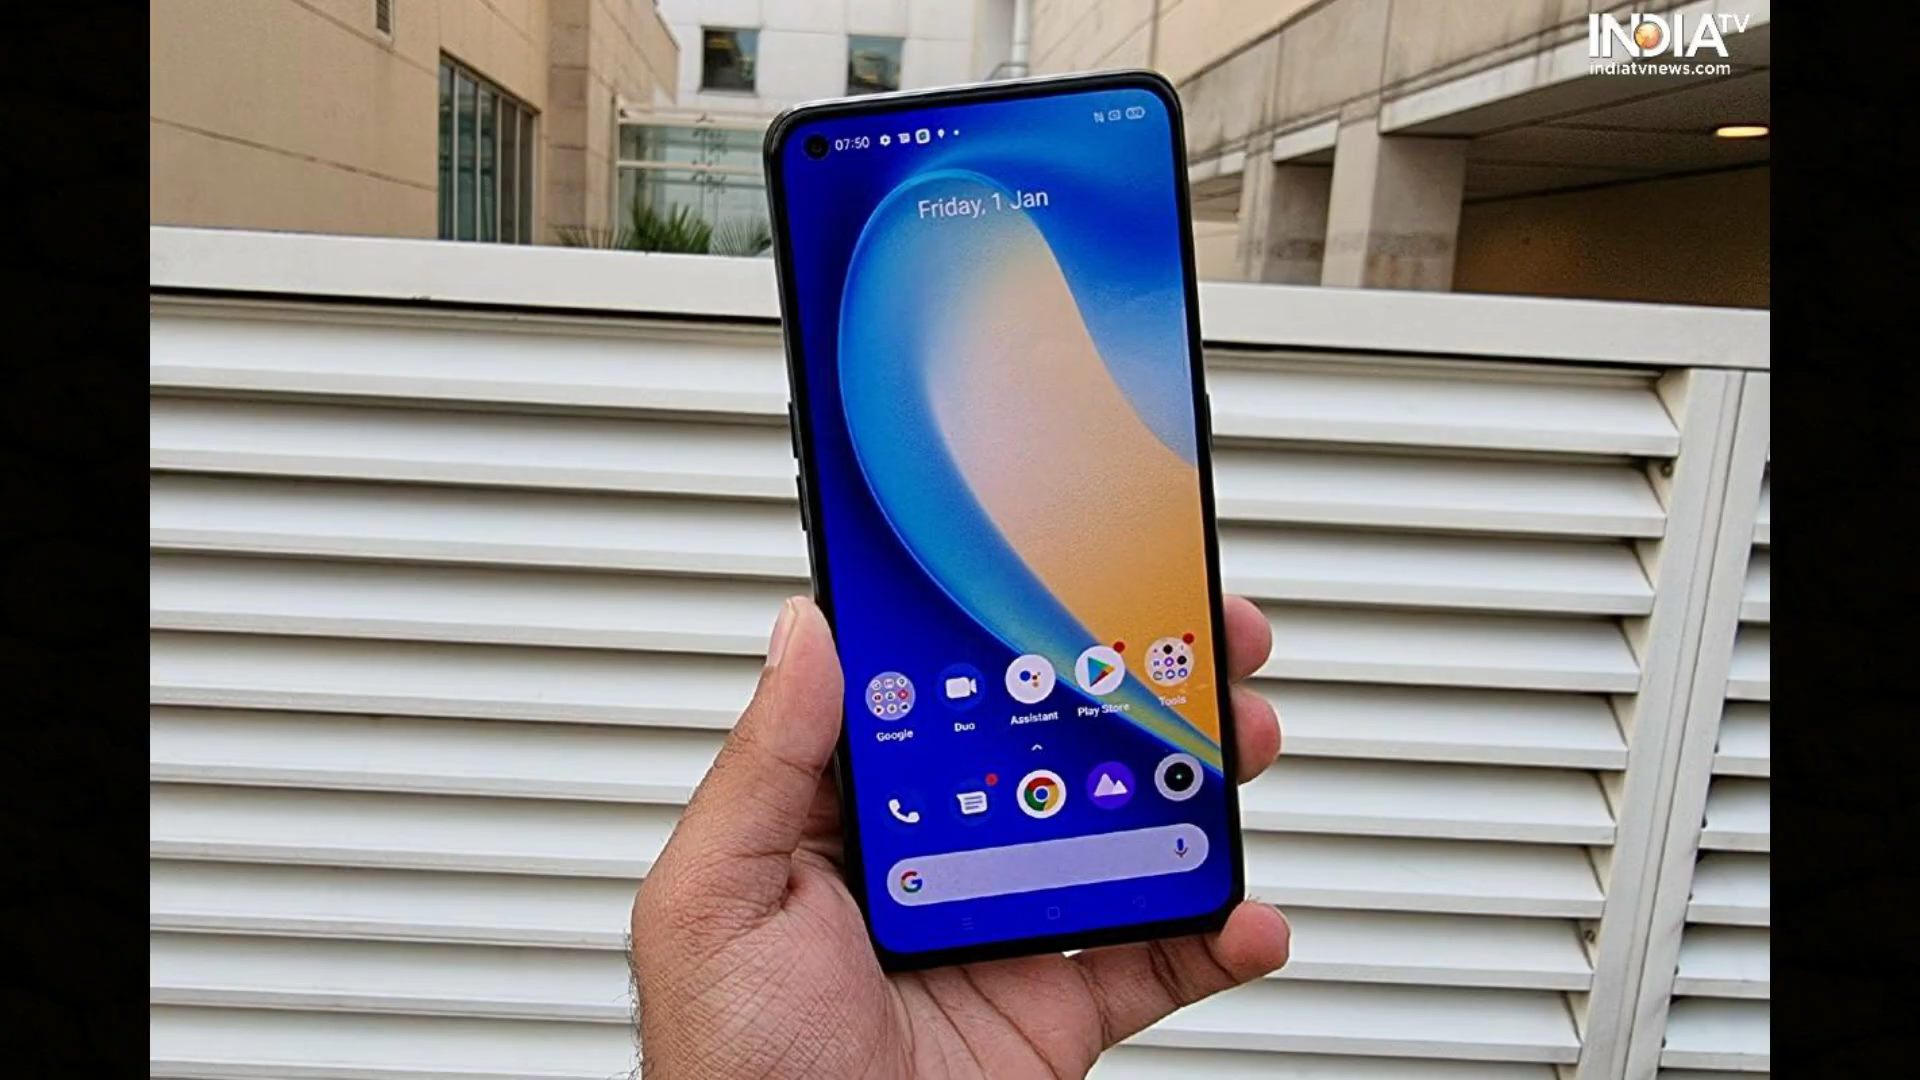 INDIA TV
indiatvnews.com
07:50
Friday, 1 Jan
Google
Duo
Assistant
Play Store
Tools